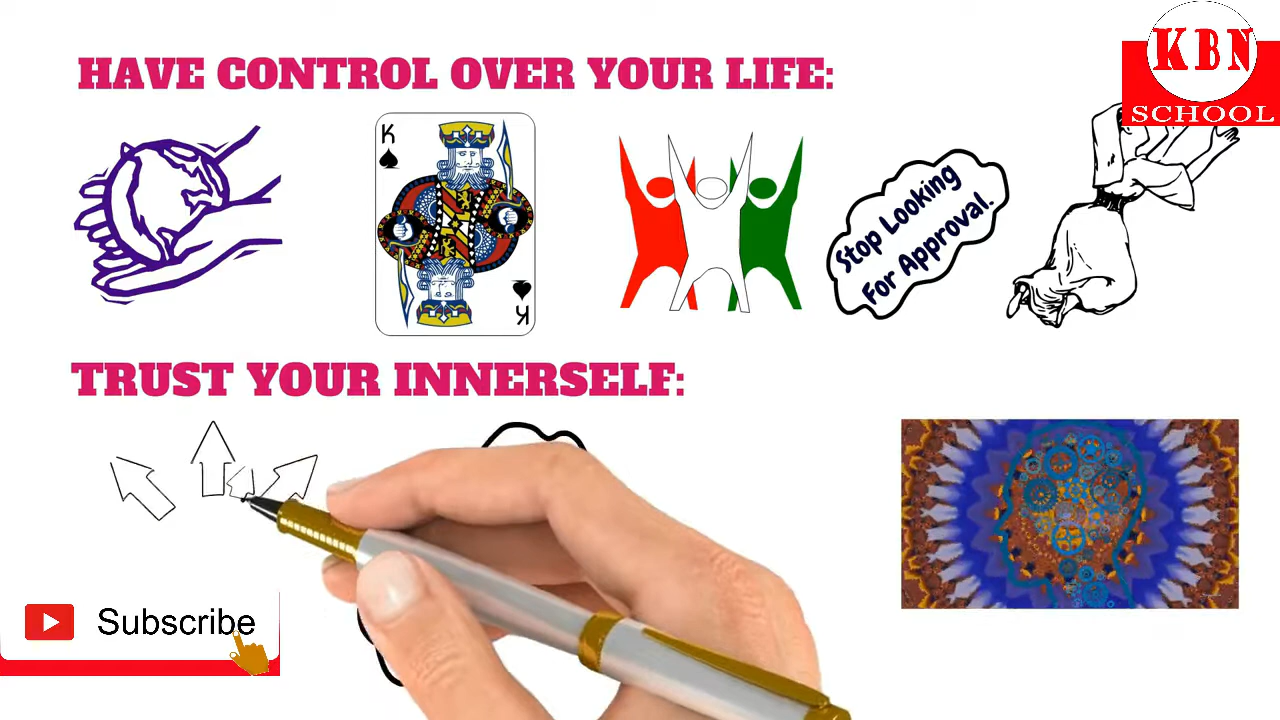 KBN
SCHOOL
HAVE CONTROL OVER YOUR LIFE:
K
K
Stop Looking
For Approval.
TRUST YOUR INNERSELF:
Subscribe